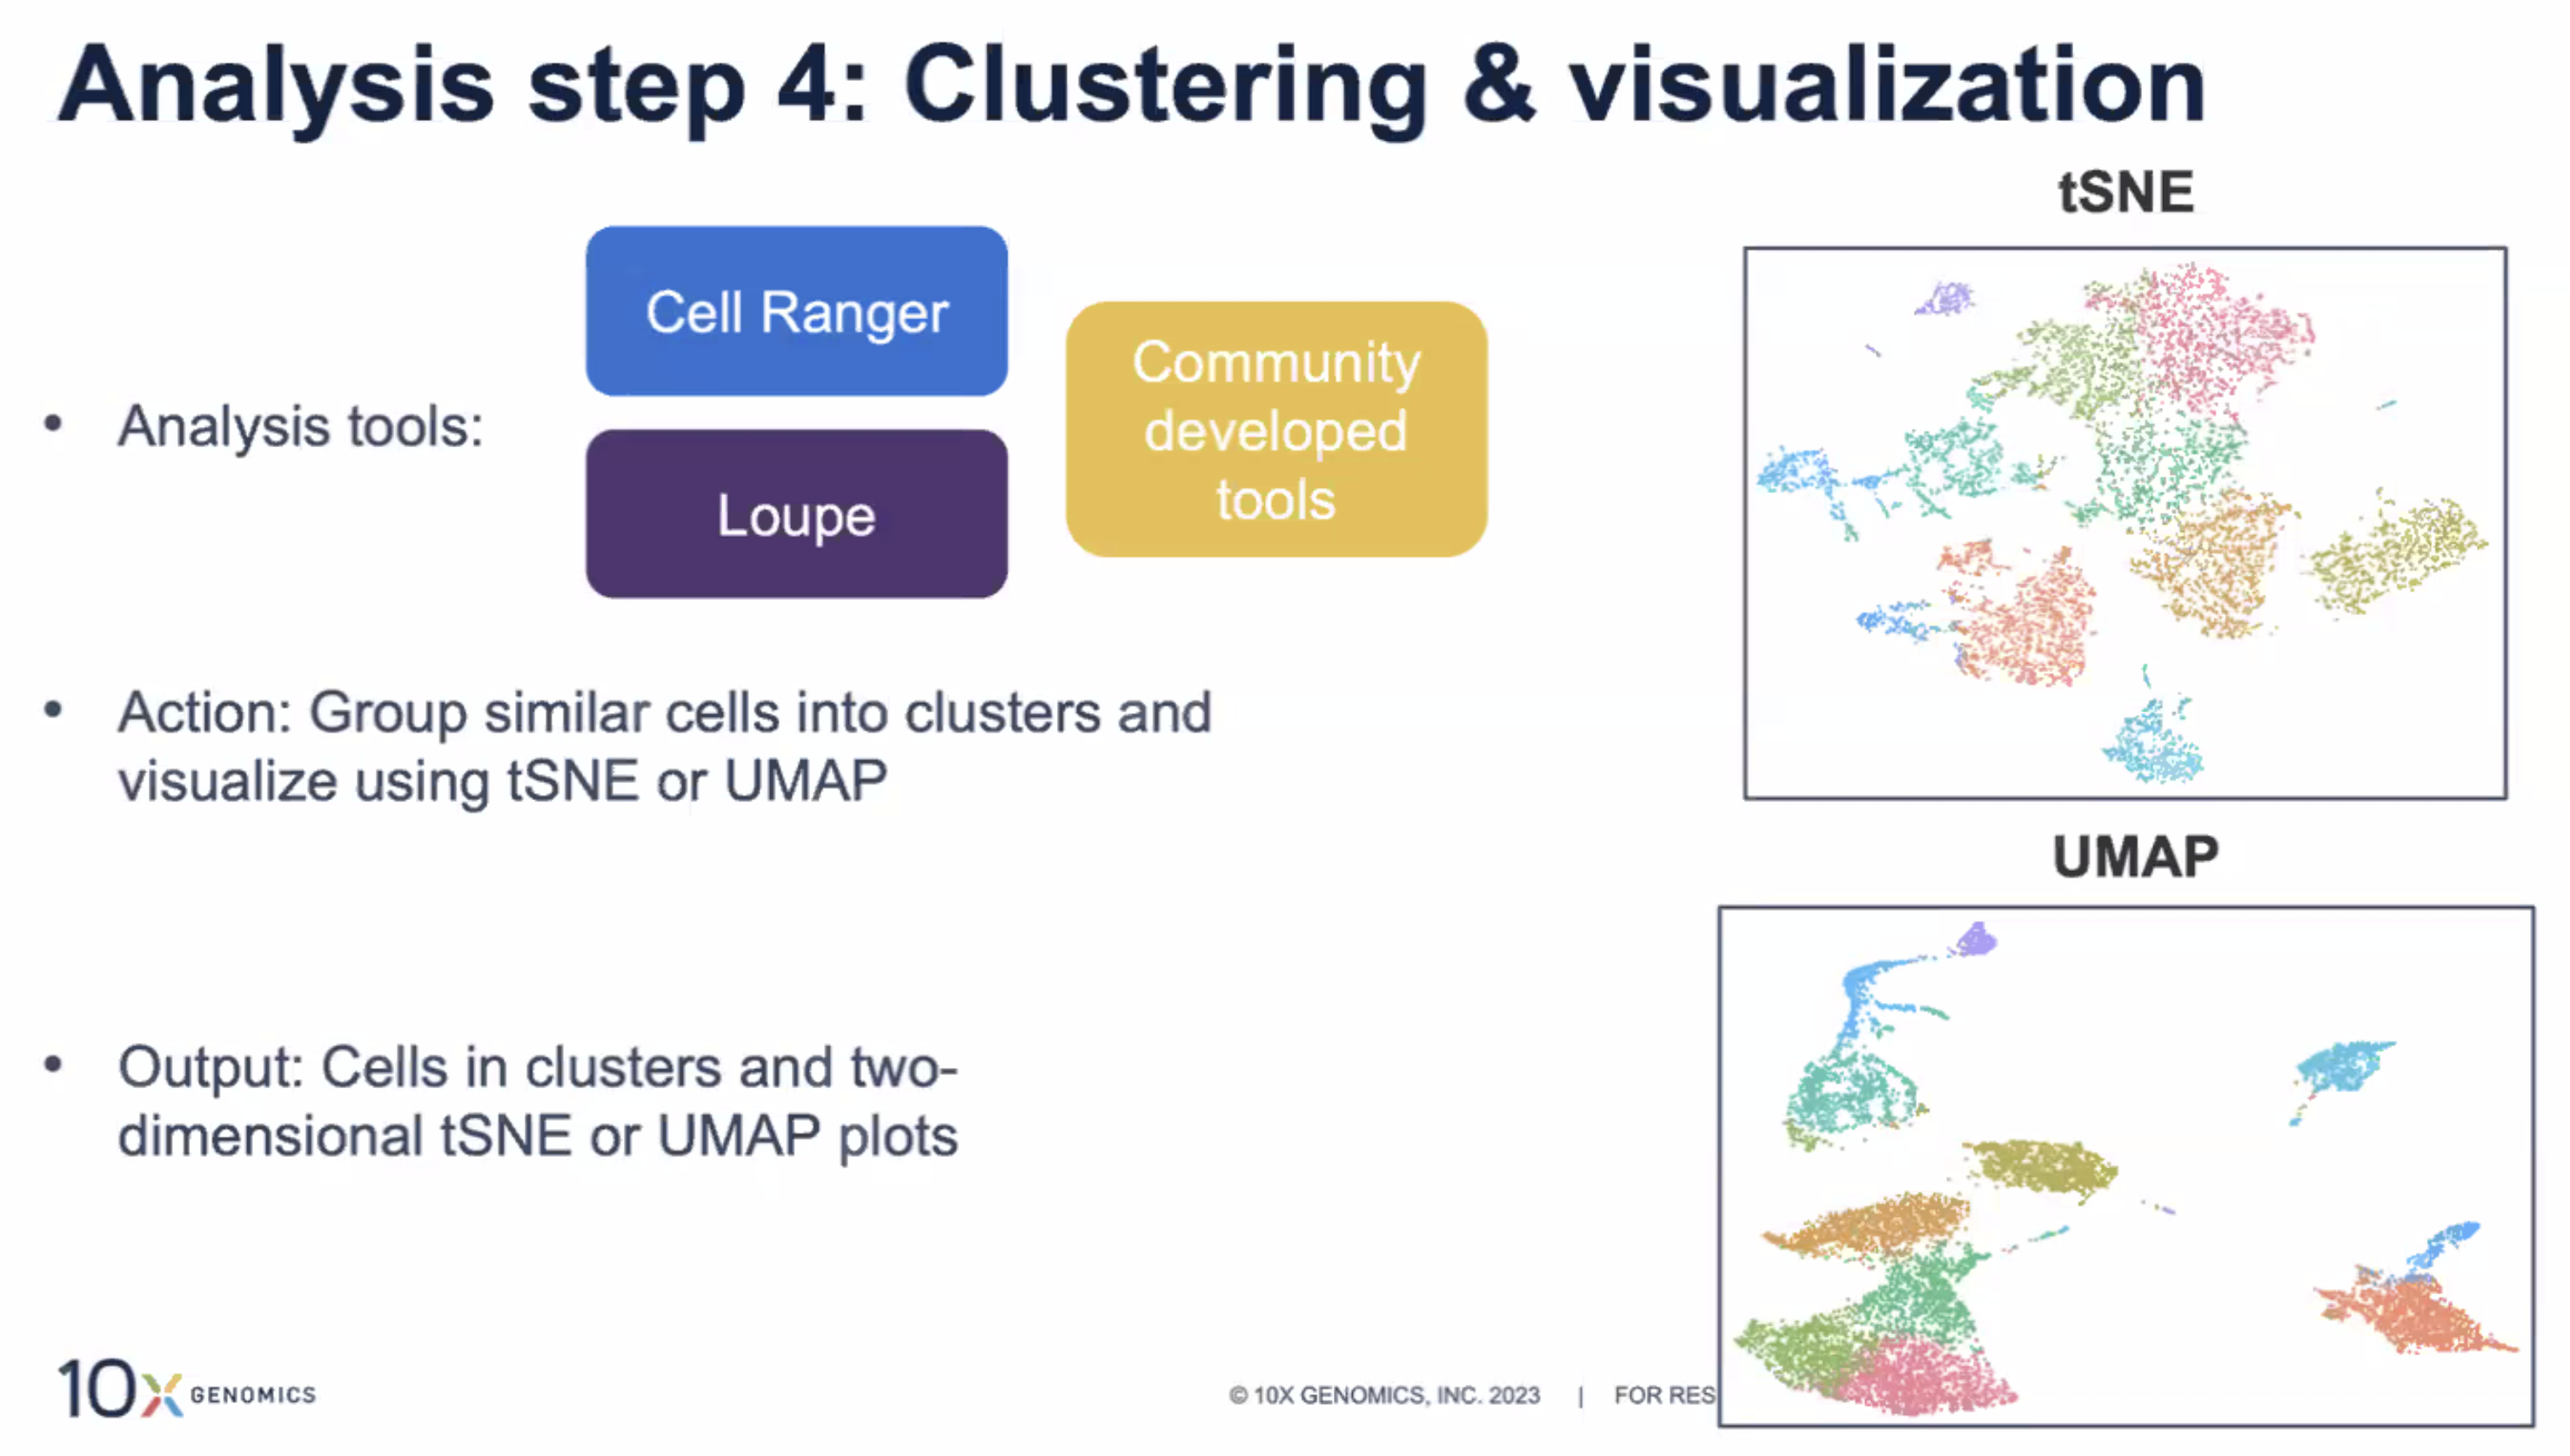 Analysis step 4: Clustering & visualization
• Analysis tools:
Cell Ranger
Loupe
Community
developed
tools
• Action: Group similar cells into clusters and
visualize using tSNE or UMAP
• Output: Cells in clusters and two-
dimensional tSNE or UMAP plots
tSNE
UMAP
10X GENOMICS
© 10X GENOMICS, INC. 2023 | FOR RES